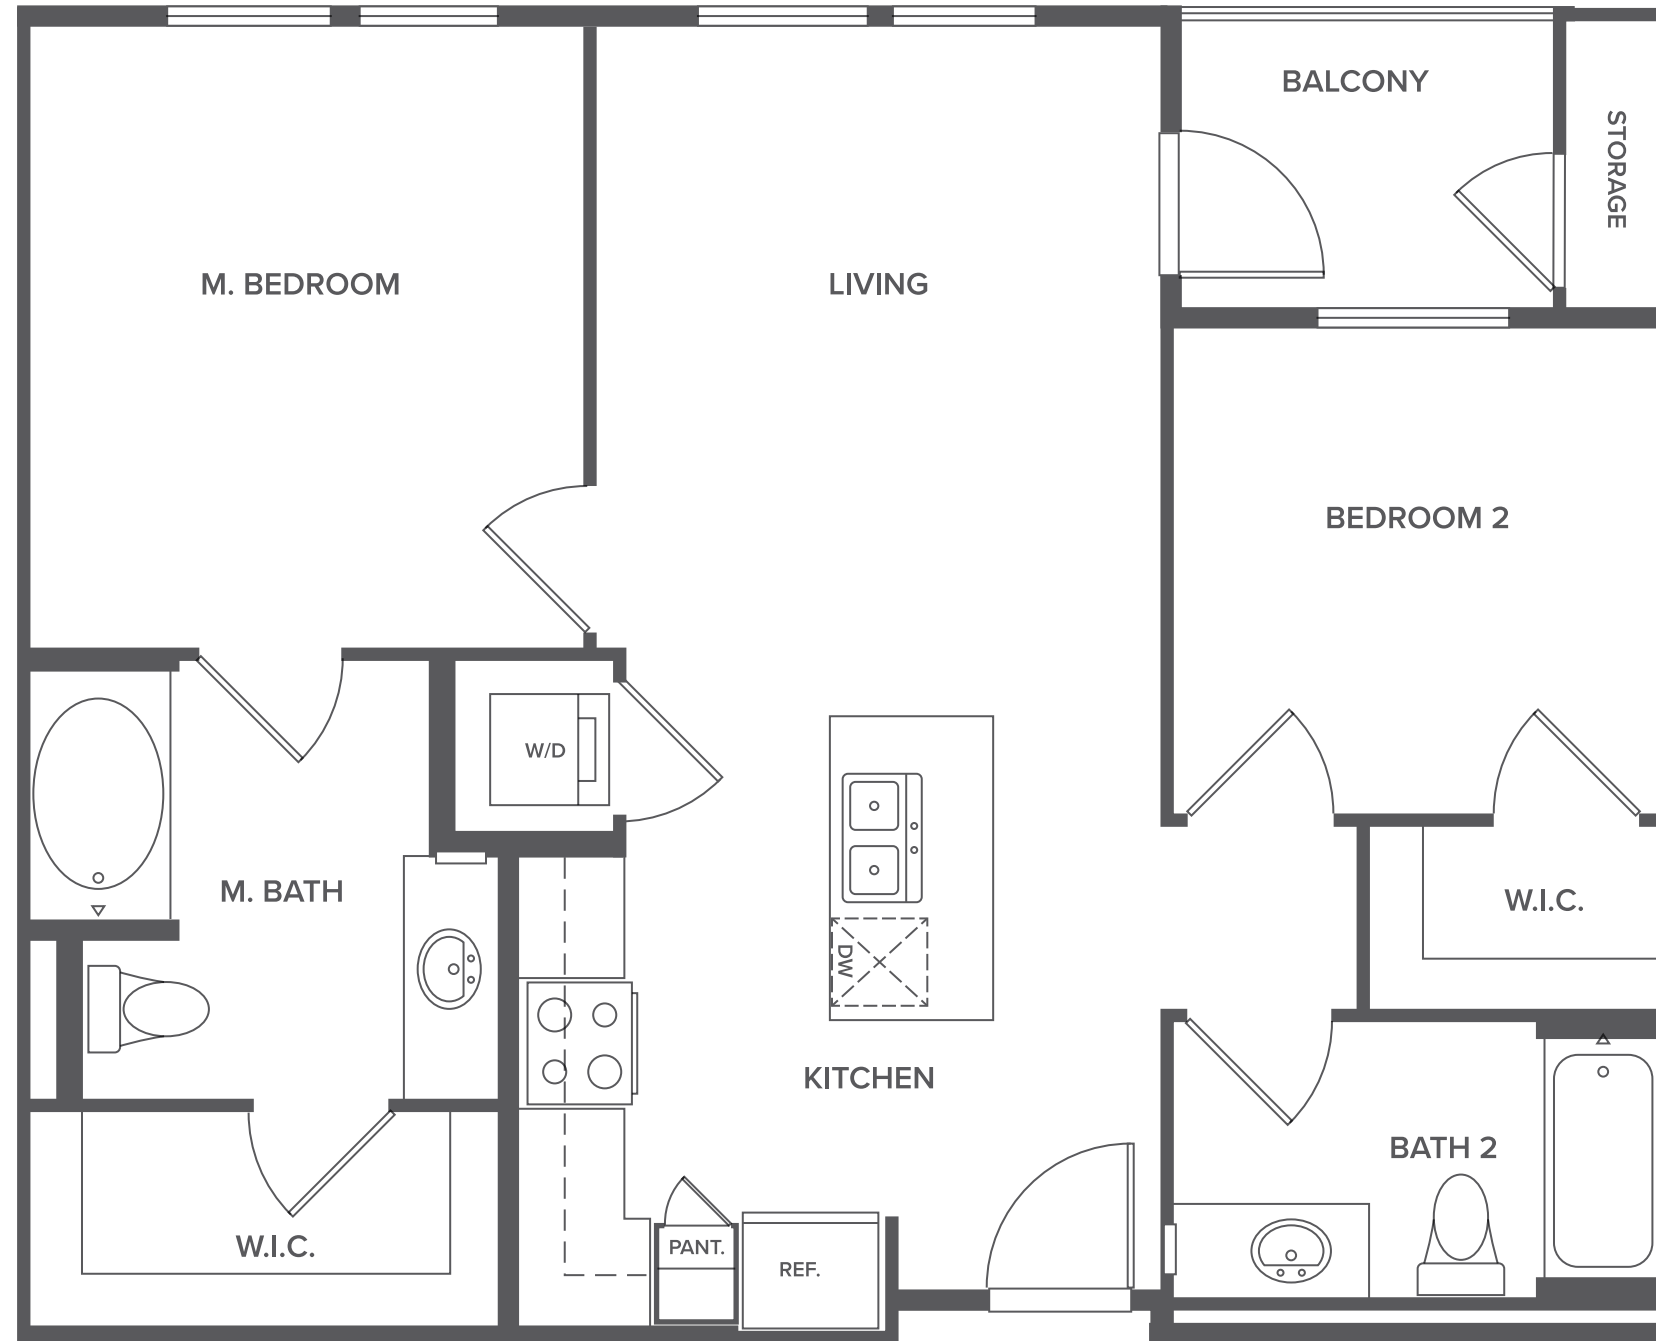 BALCONY
STORAGE
M. BEDROOM
LIVING
BEDROOM 2
W/D
M. BATH
W.I.C.
DW
KITCHEN
BATH 2
W.I.C.
PANT.
REF.